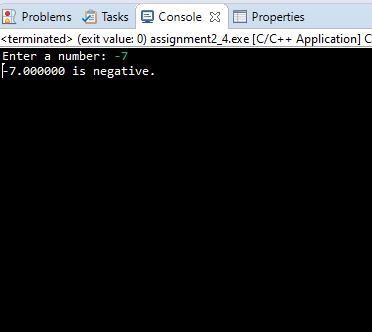 Problems Tasks Console Properties
<terminated> (exit value: 0) assignment2_4.exe [C/C++ Application] C
Enter a number: -7
-7.000000 is negative.